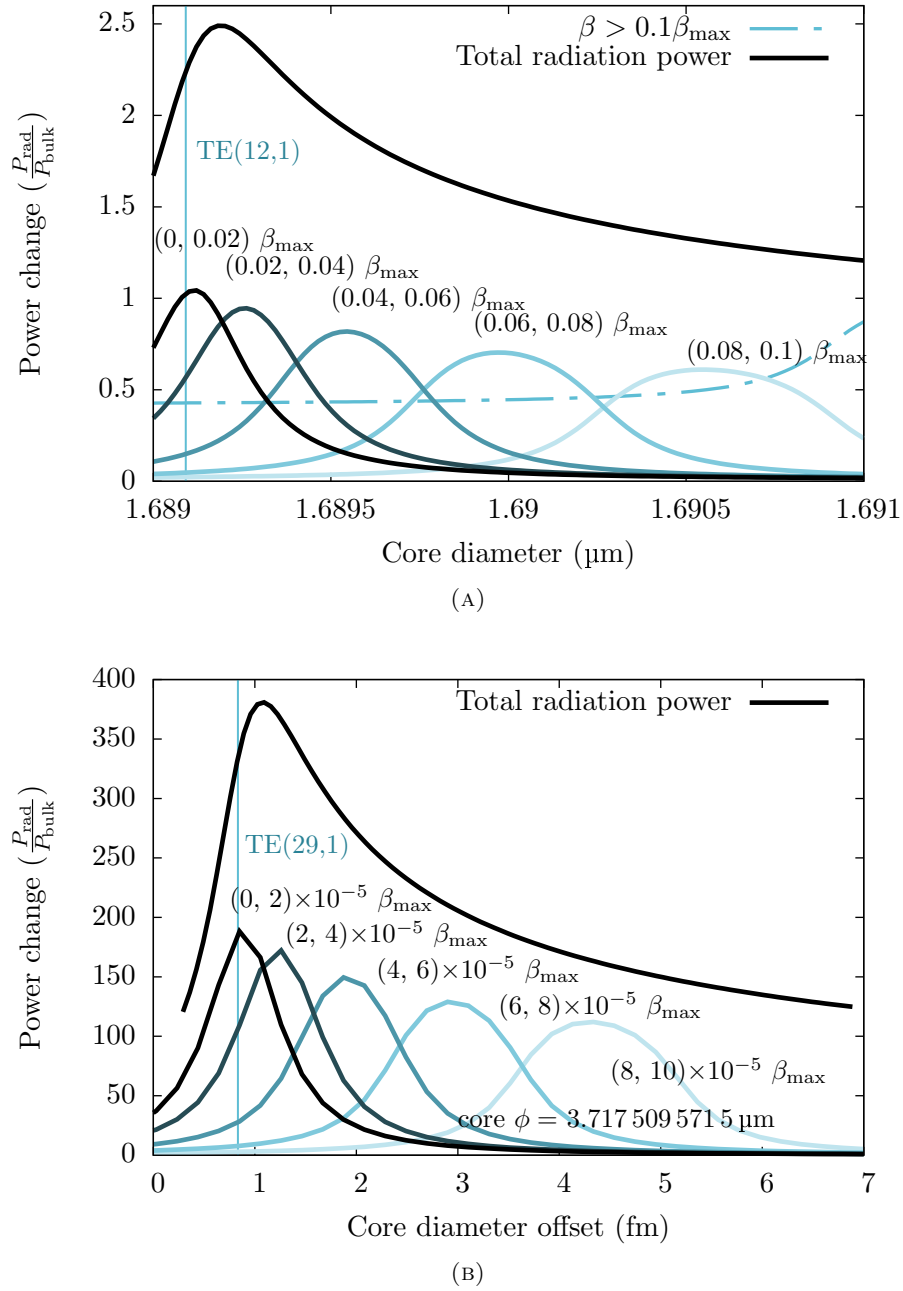 β > 0.1β_max
Total radiation power
TE(12,1)
(0, 0.02) β_max
(0.02, 0.04) β_max
(0.04, 0.06) β_max
(0.06, 0.08) β_max
(0.08, 0.1) β_max
Power change (P_rad/P_bulk)
2.5
2
1.5
1
0.5
0
1.689 1.6895 1.69 1.6905 1.691
Core diameter (µm)
(A)
Total radiation power
TE(29,1)
(0, 2)×10⁻⁵ β_max
(2, 4)×10⁻⁵ β_max
(4, 6)×10⁻⁵ β_max
(6, 8)×10⁻⁵ β_max
(8, 10)×10⁻⁵ β_max
core ϕ = 3.717 509 571 5 µm
Power change (P_rad/P_bulk)
400
350
300
250
200
150
100
50
0
0 1 2 3 4 5 6 7
Core diameter offset (fm)
(B)